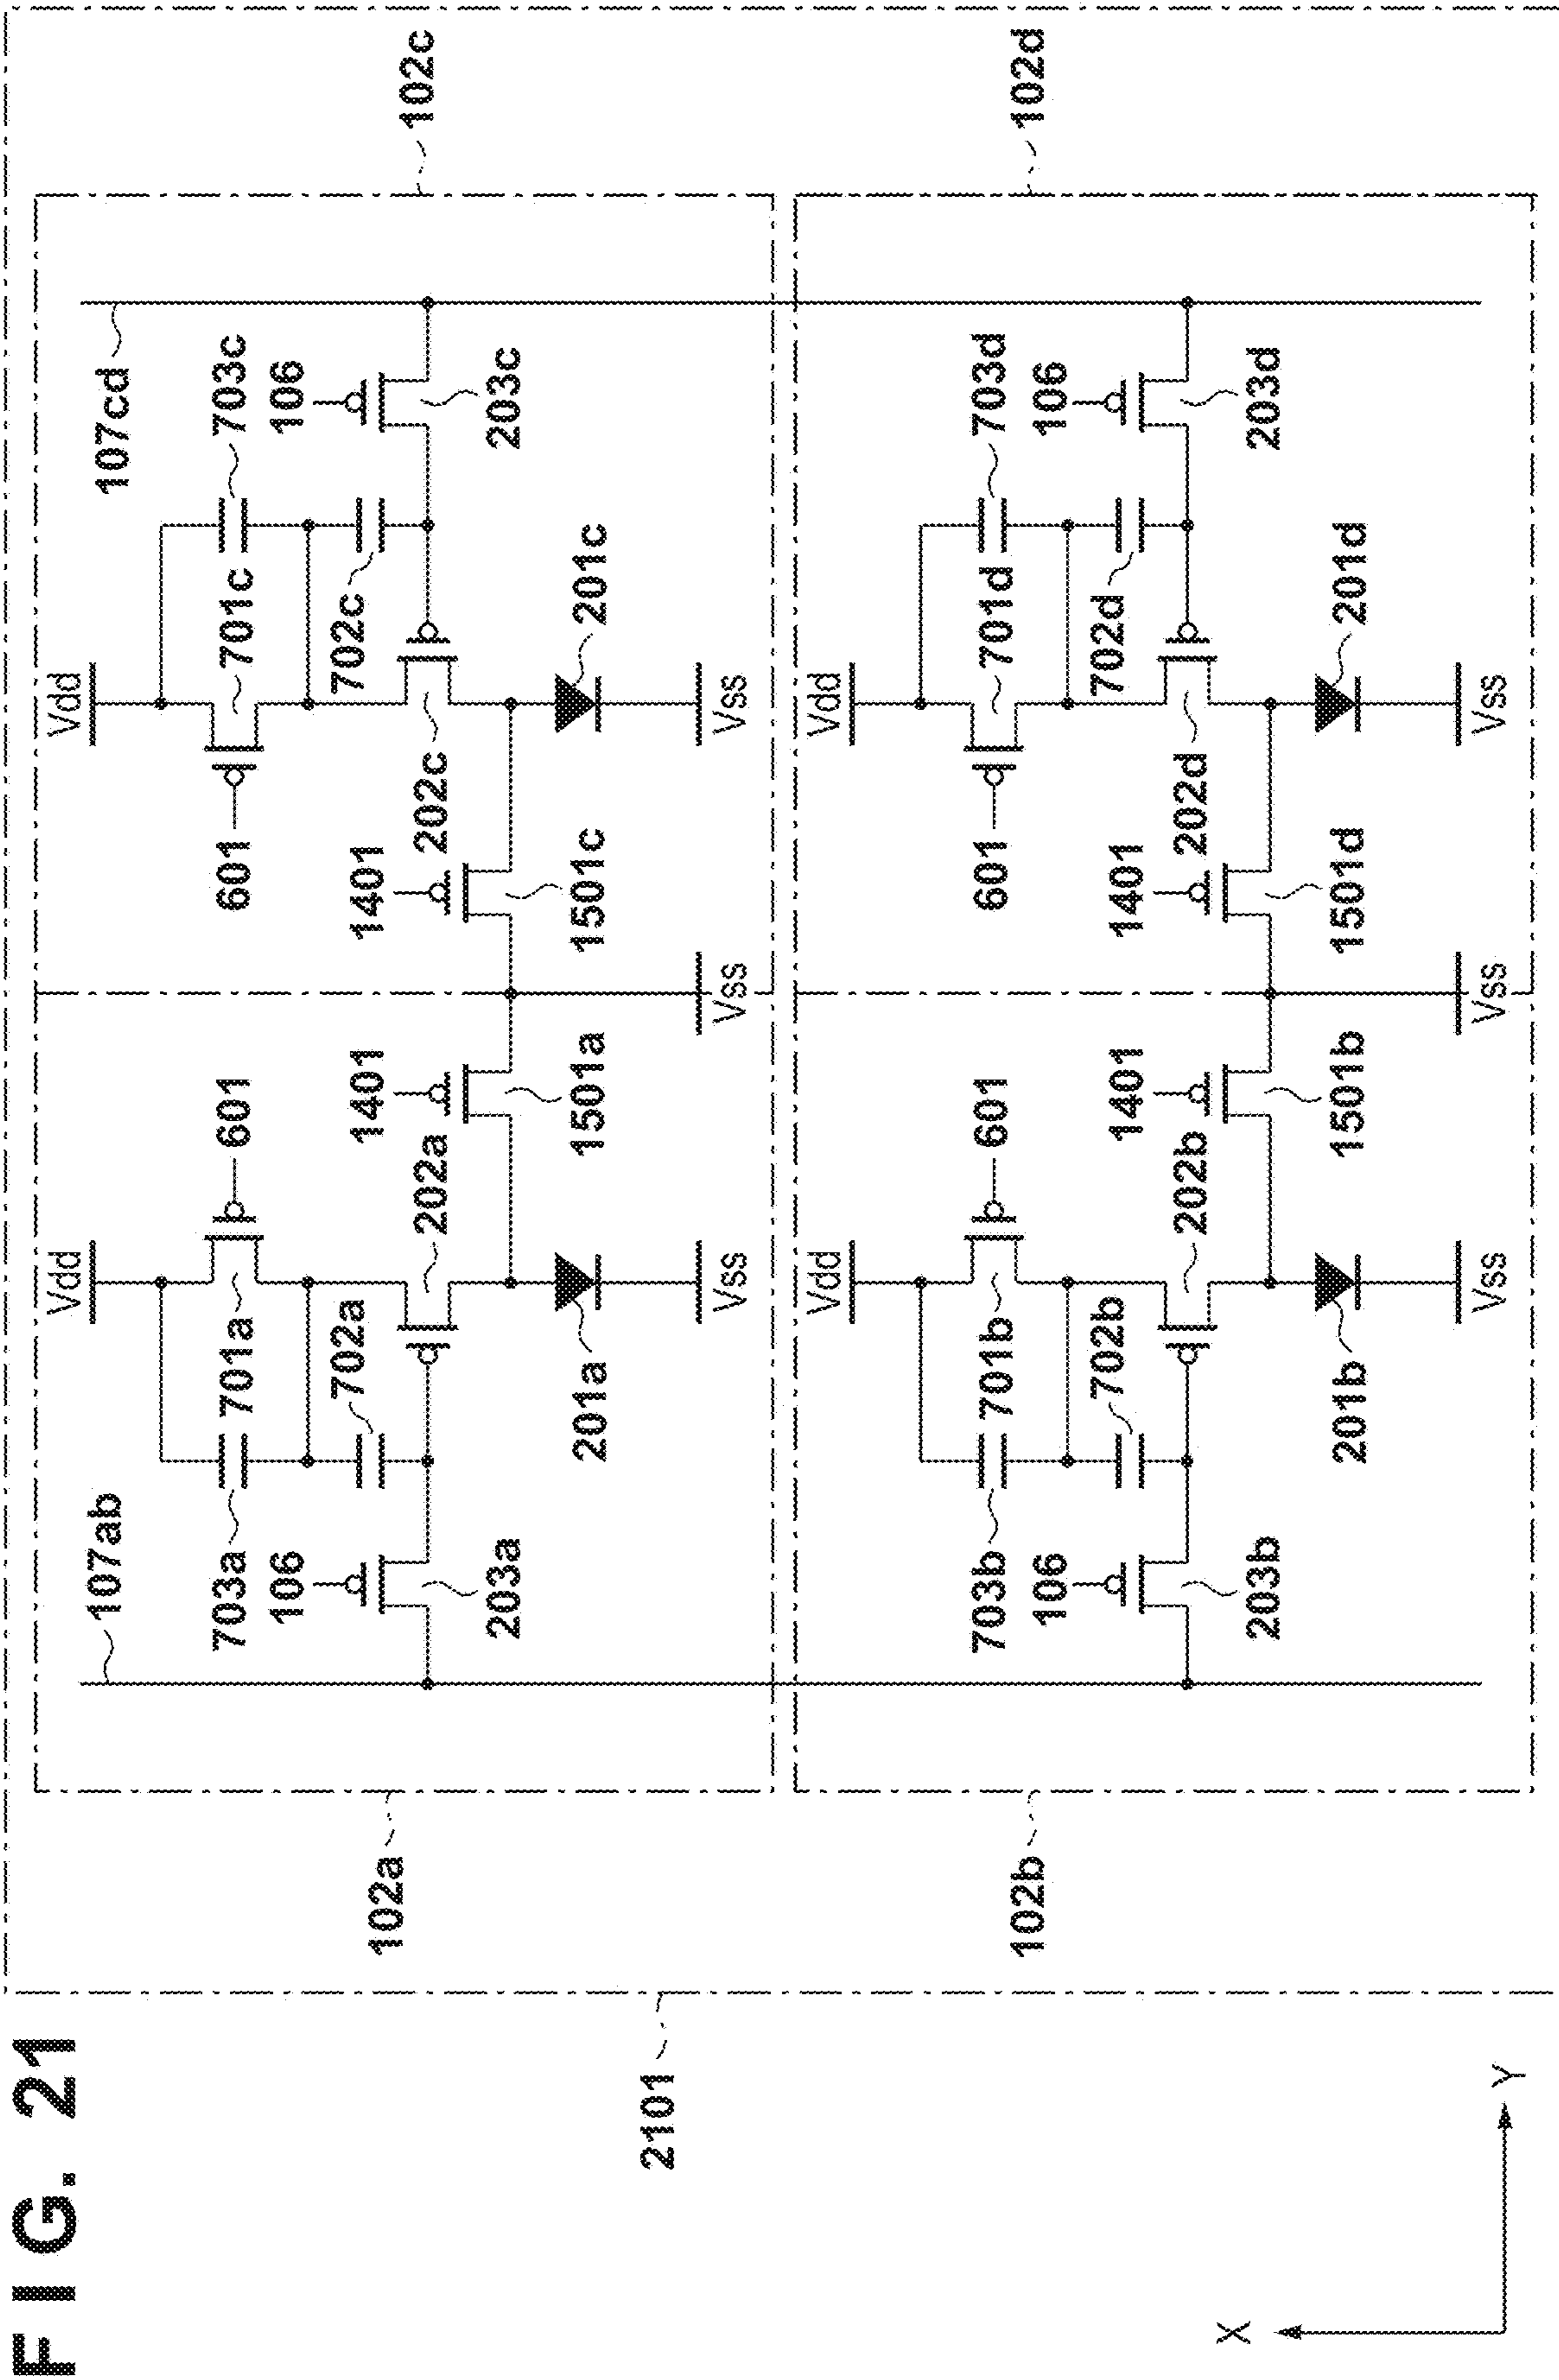 FIG. 21
2101
102a
102c
107ab
107cd
Vdd
Vdd
703a
701a
601
601
701c
703c
106
106
702a
1401
1401
702c
203a
202a
202c
203c
201a
1501a
1501c
201c
Vss
Vss
Vss
102b
102d
Vdd
Vdd
703b
701b
601
601
701d
703d
106
106
702b
1401
1401
702d
203b
202b
202d
203d
201b
1501b
1501d
201d
Vss
Vss
Vss
X
Y